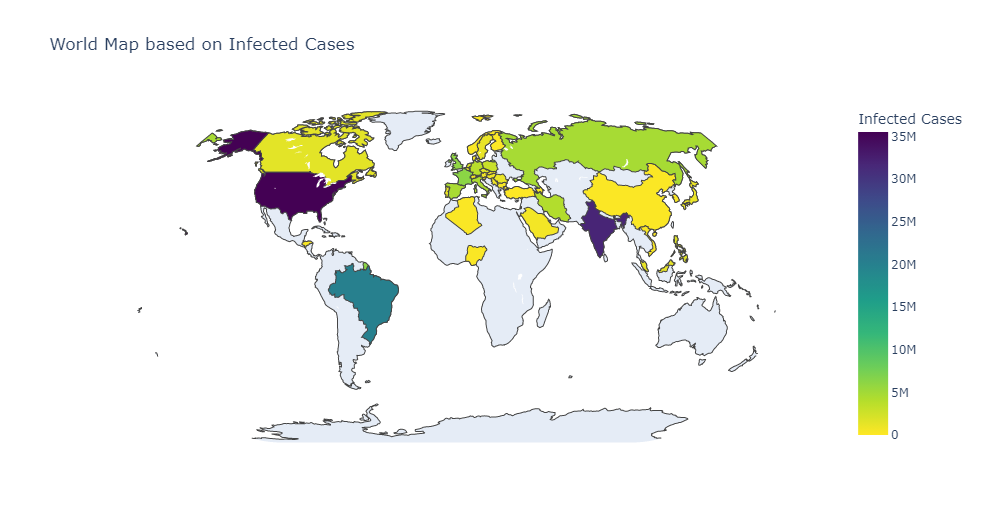 World Map based on Infected Cases
Infected Cases
35M
30M
25M
20M
15M
10M
5M
0